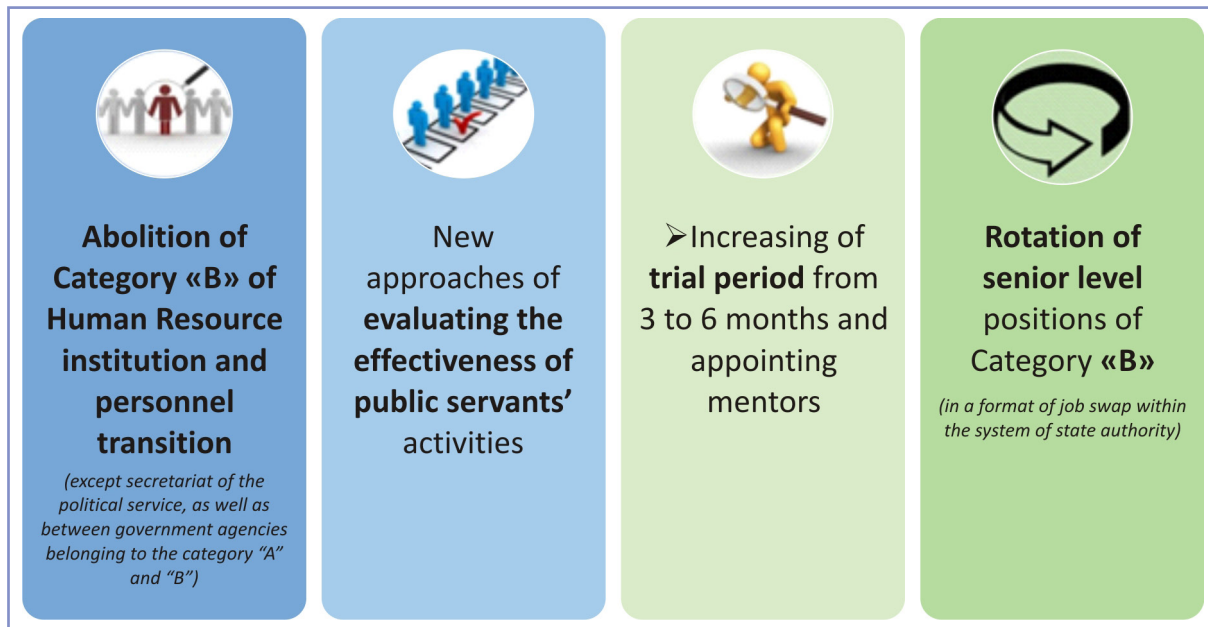 Abolition of
Category «B» of
Human Resource
institution and
personnel
transition
(except secretariat of the
political service, as well as
between government agencies
belonging to the category “A”
and “B”)
New
approaches of
evaluating the
effectiveness of
public servants’
activities
➢Increasing of
trial period from
3 to 6 months and
appointing
mentors
Rotation of
senior level
positions of
Category «B»
(in a format of job swap within
the system of state authority)